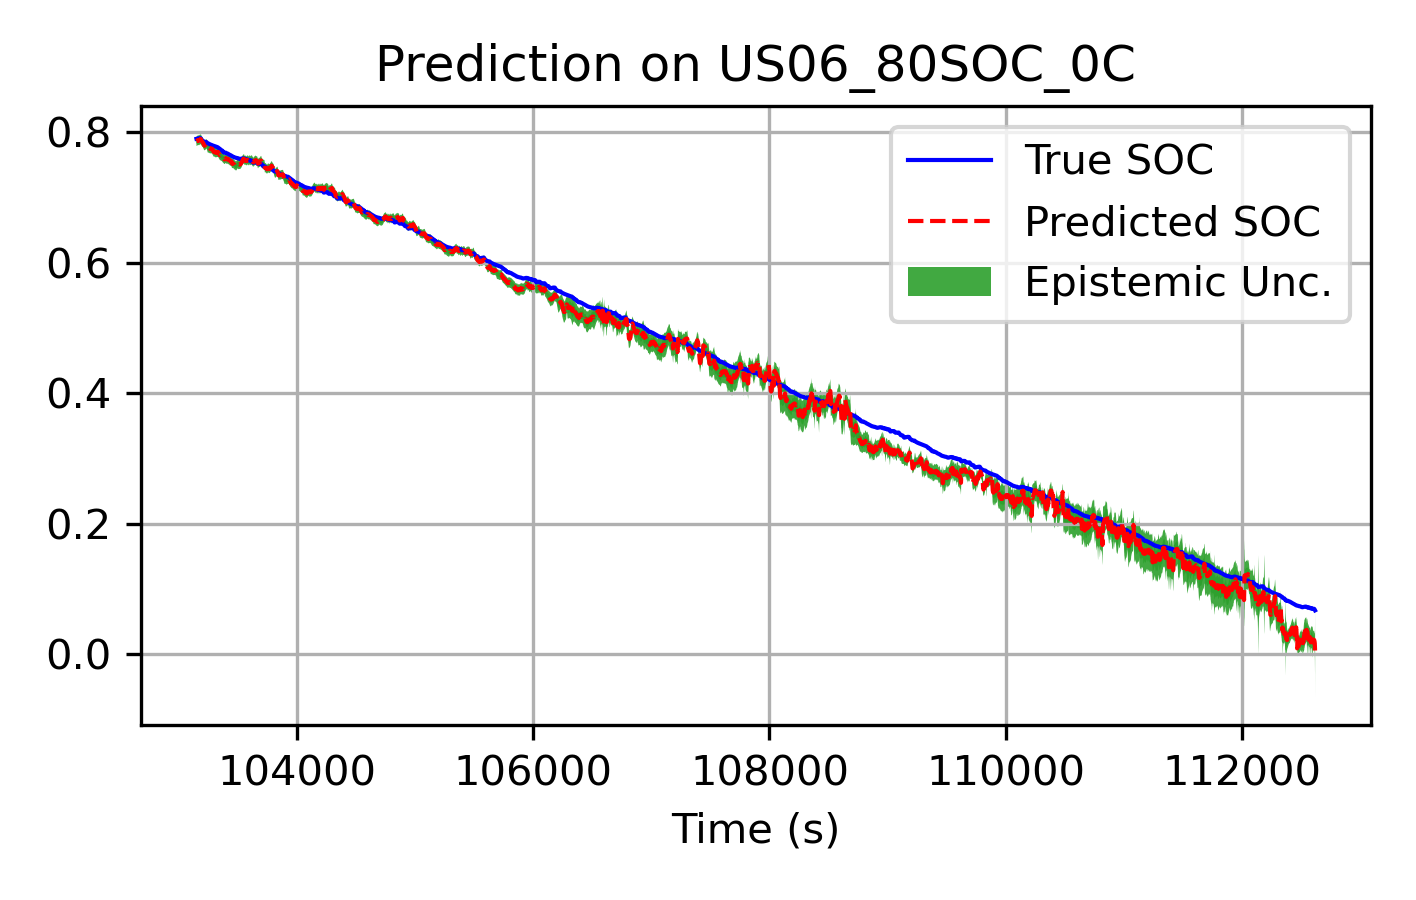 Prediction on US06_80SOC_0C
True SOC
Predicted SOC
Epistemic Unc.
0.8
0.6
0.4
0.2
0.0
104000 106000 108000 110000 112000
Time (s)